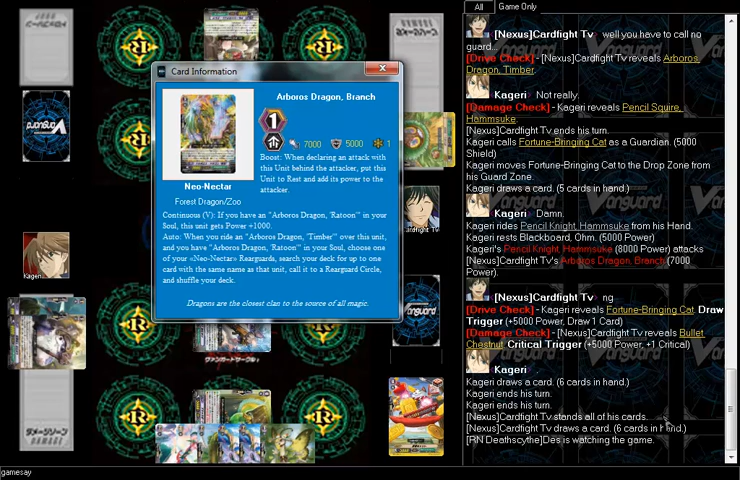 All
Game Only
[Nexus]Cardfight Tv well you have to call no
guard...
[Drive Check] - [Nexus]Cardfight Tv reveals Arboros
Dragon, Timber.
Kageri Not really.
[Damage Check] - Kageri reveals Pencil Squire,
Hammsuke.
[Nexus]Cardfight Tv ends his turn.
Kageri calls Fortune-Bringing Cat as a Guardian. (5000
Shield)
Kageri moves Fortune-Bringing Cat to the Drop Zone from
his Guard Zone.
Kageri draws a card. (5 cards in hand.)
Kageri Damn.
Kageri rides Pencil Knight, Hammsuke from his Hand.
Kageri rests Blackboard, Ohm. (5000 Power)
Kageri's Pencil Knight, Hammsuke (8000 Power) attacks
[Nexus]Cardfight Tv's Arboros Dragon, Branch (7000
Power).
[Nexus]Cardfight Tv ng
[Drive Check] - Kageri reveals Fortune-Bringing Cat. Draw
Trigger (+5000 Power, Draw 1 Card)
[Damage Check] - [Nexus]Cardfight Tv reveals Bullet
Chestnut. Critical Trigger (+5000 Power, +1 Critical)
Kageri .
Kageri draws a card. (6 cards in hand.)
Kageri ends his turn.
Kageri ends his turn.
[Nexus]Cardfight Tv stands all of his cards.
[Nexus]Cardfight Tv draws a card. (6 cards in hand.)
[RN Deathscythe]Des is watching the game.
Card Information
Arboros Dragon, Branch
1
7000
5000
1
Boost: When declaring an attack
with this Unit behind the attacker, put this
Unit to Rest and add its power to the
attacker.
Neo-Nectar
Forest Dragon/Zoo
Continuous (V): If you have an "Arboros Dragon, 'Ratoon'" in your
Soul, this unit gets Power +1000.
Auto: When you ride an "Arboros Dragon, 'Timber'" over this unit,
and you have "Arboros Dragon, 'Ratoon'" in your Soul, choose one
of your «Neo-Nectar» Rearguards, search your deck for up to one
card with the same name as that unit, call it to a Rearguard Circle,
and shuffle your deck.
Dragons are the closest clan to the source of all magic.
Kageri
Cardfight Tv
Vanguard
ダメージゾーン
gamesay